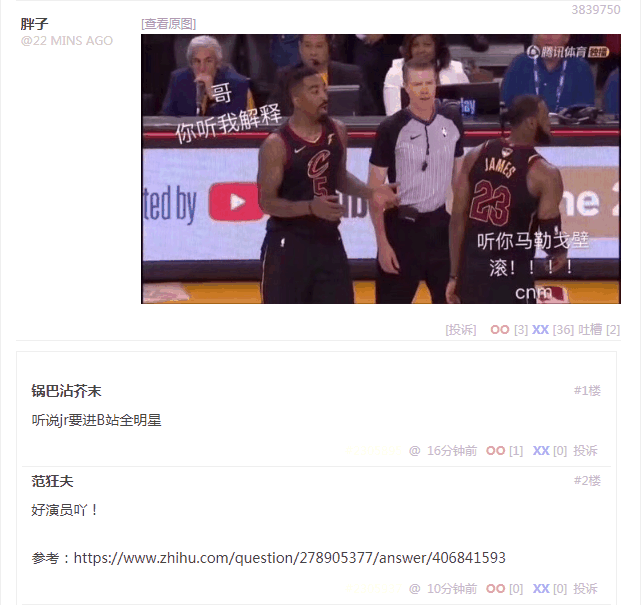 3839750
胖子
[查看原图]
@22 MINS AGO
腾讯体育 独播
哥
你听我解释
day
5
JAMES
23
ted by
ne 2
听你马勒戈壁
滚！！！！
cnm
[投诉] OO [3] XX [36] 吐槽 [2]
锅巴沾芥末
#1楼
听说jr要进B站全明星
@ 16分钟前 OO [1] XX [0] 投诉
范狂夫
#2楼
好演员吖！
参考：https://www.zhihu.com/question/278905377/answer/406841593
@ 10分钟前 OO [0] XX [0] 投诉